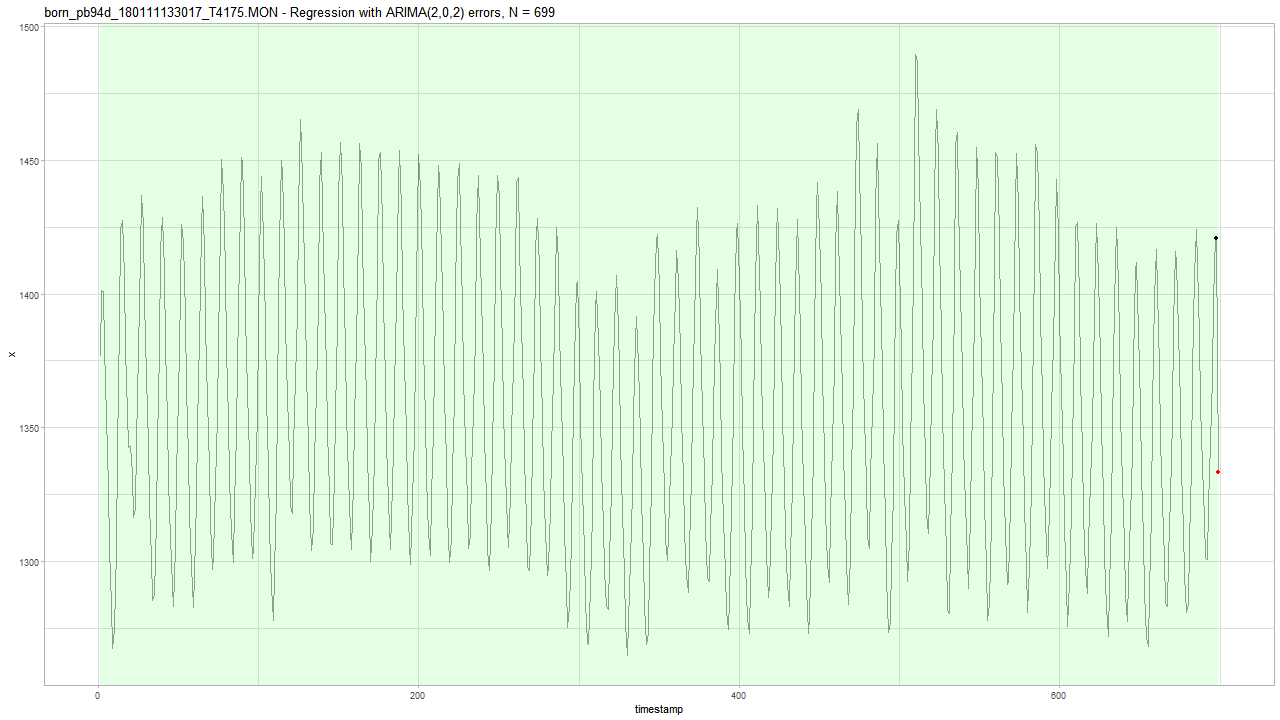 born_pb94d_180111133017_T4175.MON - Regression with ARIMA(2,0,2) errors, N = 699
1500
1450
1400
x
1350
1300
0 200 400 600
timestamp